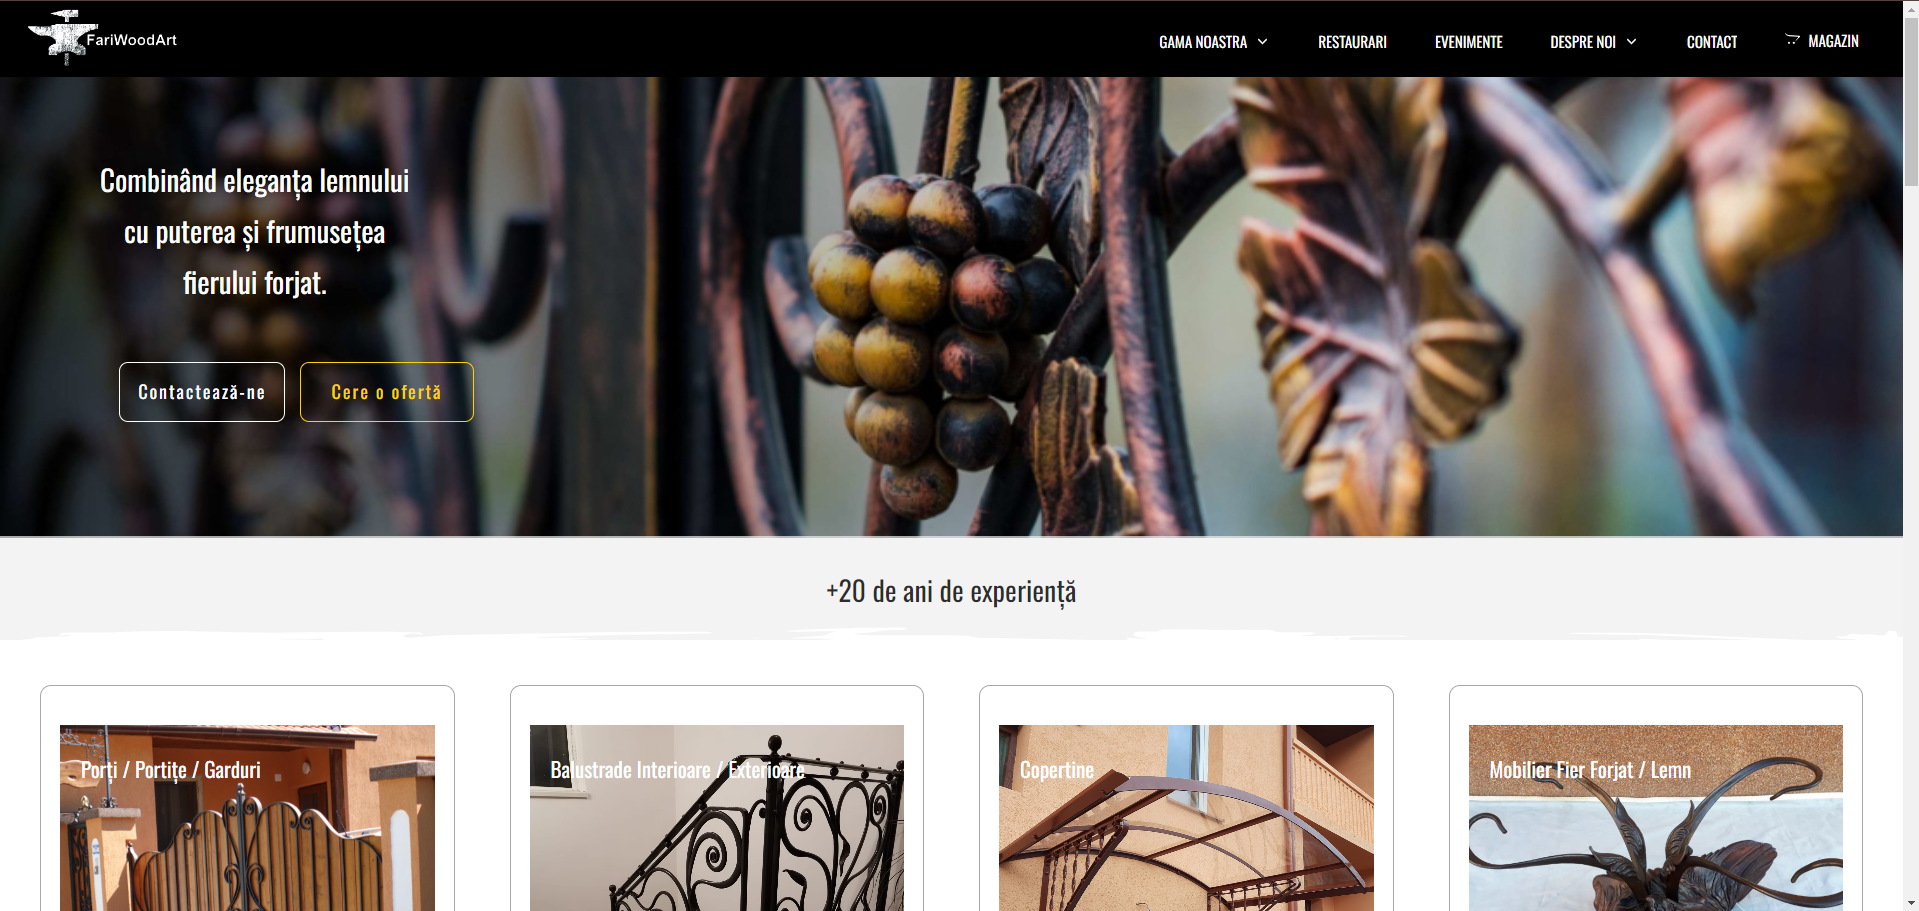 FariWoodArt
GAMA NOASTRA
RESTAURARI
EVENIMENTE
DESPRE NOI
CONTACT
MAGAZIN
Combinând eleganța lemnului
cu puterea și frumusețea
fierului forjat.
Contactează-ne
Cere o ofertă
+20 de ani de experiență
Porți / Portițe / Garduri
Balustrade Interioare / Exterioare
Copertine
Mobilier Fier Forjat / Lemn